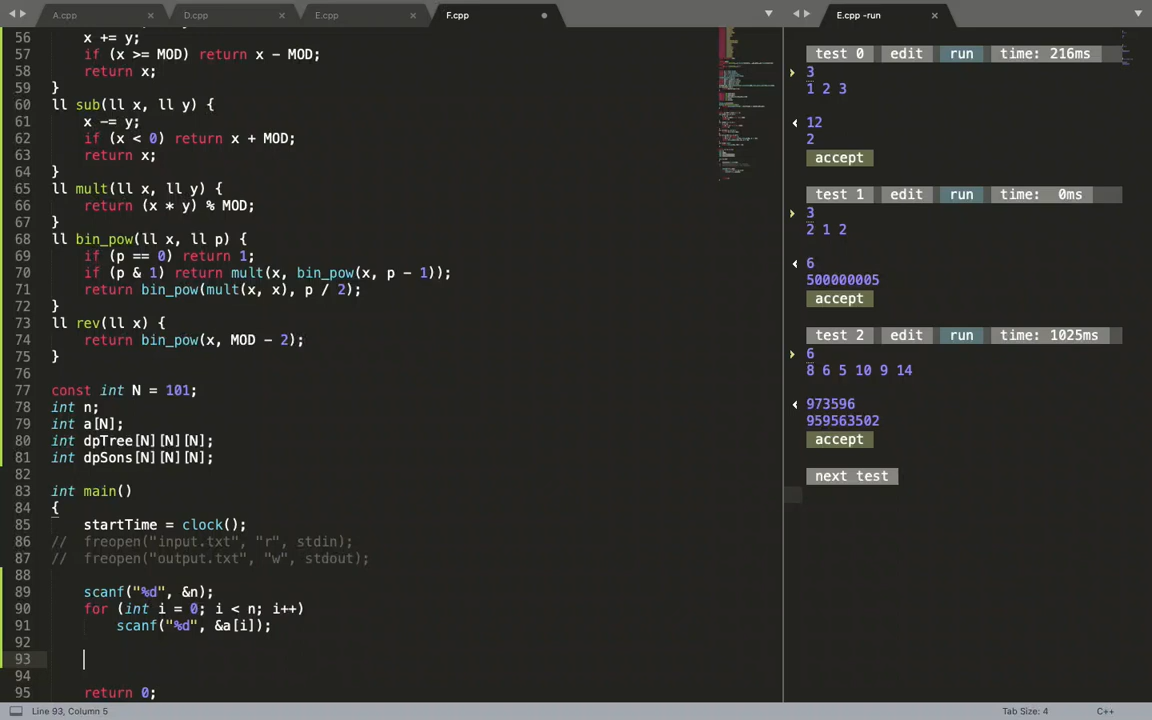 A.cpp × D.cpp × E.cpp × F.cpp
56     x += y;
57     if (x >= MOD) return x - MOD;
58     return x;
59 }
60 ll sub(ll x, ll y) {
61     x -= y;
62     if (x < 0) return x + MOD;
63     return x;
64 }
65 ll mult(ll x, ll y) {
66     return (x * y) % MOD;
67 }
68 ll bin_pow(ll x, ll p) {
69     if (p == 0) return 1;
70     if (p & 1) return mult(x, bin_pow(x, p - 1));
71     return bin_pow(mult(x, x), p / 2);
72 }
73 ll rev(ll x) {
74     return bin_pow(x, MOD - 2);
75 }
76
77 const int N = 101;
78 int n;
79 int a[N];
80 int dpTree[N][N][N];
81 int dpSons[N][N][N];
82
83 int main()
84 {
85     startTime = clock();
86 //  freopen("input.txt", "r", stdin);
87 //  freopen("output.txt", "w", stdout);
88
89     scanf("%d", &n);
90     for (int i = 0; i < n; i++)
91         scanf("%d", &a[i]);
92
93
94
95     return 0;
Line 93, Column 5
E.cpp -run ×
test 0 edit run time: 216ms
3
1 2 3
12
2
accept
test 1 edit run time: 0ms
3
2 1 2
6
500000005
accept
test 2 edit run time: 1025ms
6
8 6 5 10 9 14
973596
959563502
accept
next test
Tab Size: 4 C++